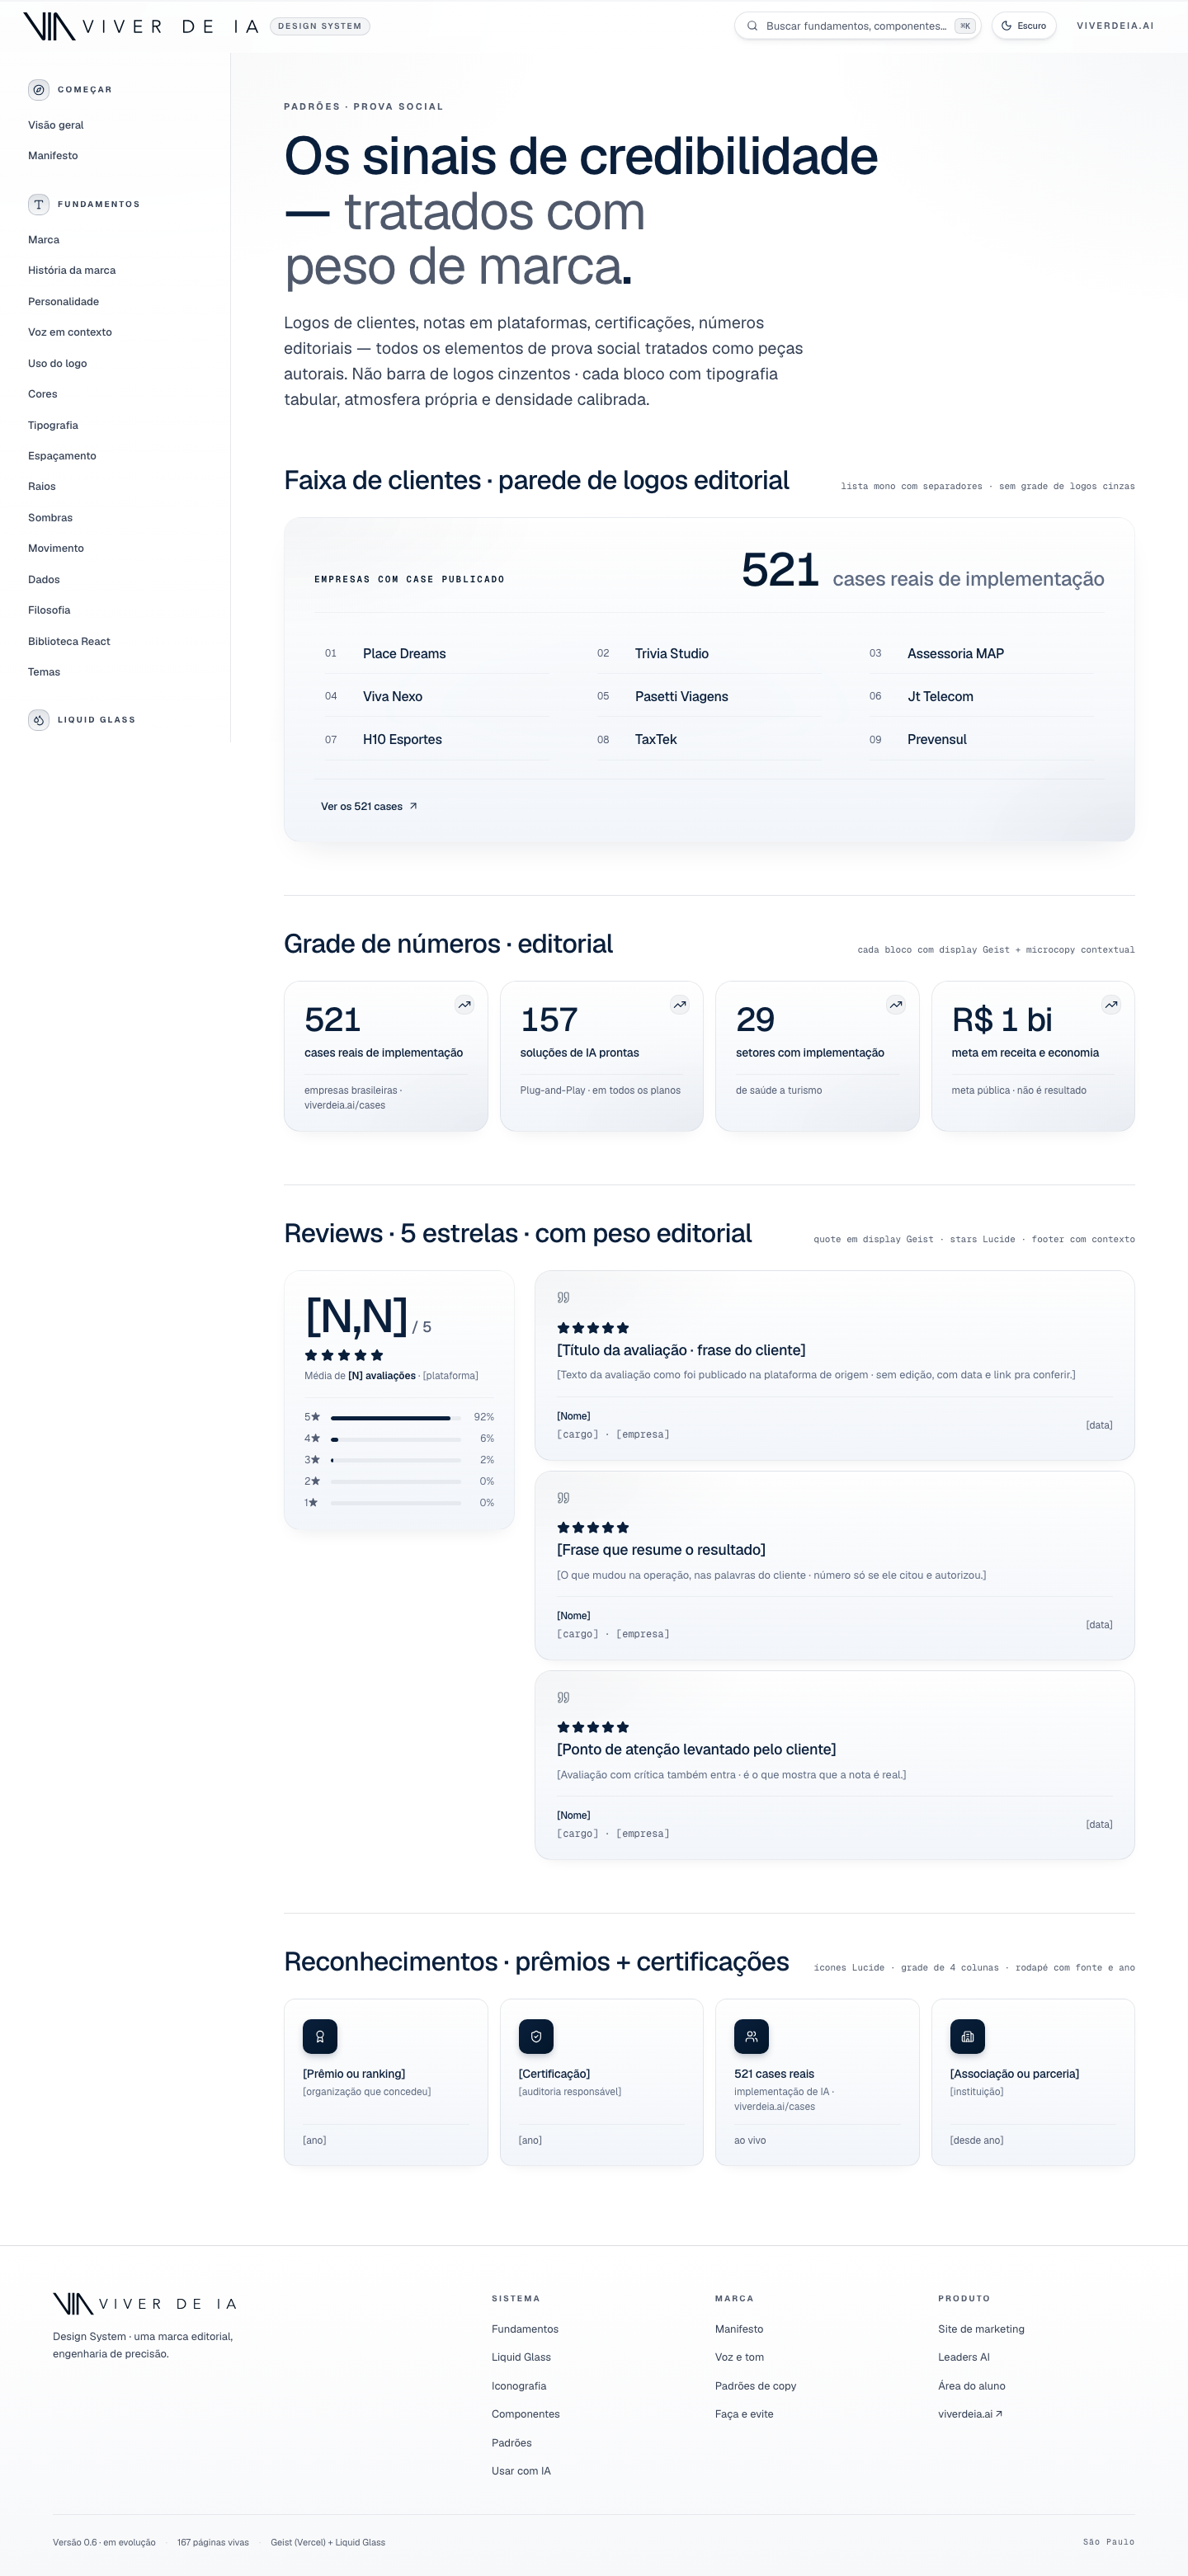 VIVER DE IA
DESIGN SYSTEM
Buscar fundamentos, componentes...
⌘K
Escuro
VIVERDEIA.AI
COMEÇAR
Visão geral
Manifesto
FUNDAMENTOS
Marca
História da marca
Personalidade
Voz em contexto
Uso do logo
Cores
Tipografia
Espaçamento
Raios
Sombras
Movimento
Dados
Filosofia
Biblioteca React
Temas
LIQUID GLASS
PADRÕES · PROVA SOCIAL
Os sinais de credibilidade
— tratados com
peso de marca.
Logos de clientes, notas em plataformas, certificações, números
editoriais — todos os elementos de prova social tratados como peças
autorais. Não barra de logos cinzentos · cada bloco com tipografia
tabular, atmosfera própria e densidade calibrada.
Faixa de clientes · parede de logos editorial
lista mono com separadores · sem grade de logos cinzas
EMPRESAS COM CASE PUBLICADO
521 cases reais de implementação
01 Place Dreams
02 Trivia Studio
03 Assessoria MAP
04 Viva Nexo
05 Pasetti Viagens
06 Jt Telecom
07 H10 Esportes
08 TaxTek
09 Prevensul
Ver os 521 cases ↗
Grade de números · editorial
cada bloco com display Geist + microcopy contextual
521
cases reais de implementação
empresas brasileiras ·
viverdeia.ai/cases
157
soluções de IA prontas
Plug-and-Play · em todos os planos
29
setores com implementação
de saúde a turismo
R$ 1 bi
meta em receita e economia
meta pública · não é resultado
Reviews · 5 estrelas · com peso editorial
quote em display Geist · stars Lucide · footer com contexto
[N,N] / 5
★★★★★
Média de [N] avaliações · [plataforma]
5★ 92%
4★ 6%
3★ 2%
2★ 0%
1★ 0%
★★★★★
[Título da avaliação · frase do cliente]
[Texto da avaliação como foi publicado na plataforma de origem · sem edição, com data e link pra conferir.]
[Nome]
[cargo] · [empresa]
[data]
★★★★★
[Frase que resume o resultado]
[O que mudou na operação, nas palavras do cliente · número só se ele citou e autorizou.]
[Nome]
[cargo] · [empresa]
[data]
★★★★★
[Ponto de atenção levantado pelo cliente]
[Avaliação com crítica também entra · é o que mostra que a nota é real.]
[Nome]
[cargo] · [empresa]
[data]
Reconhecimentos · prêmios + certificações
ícones Lucide · grade de 4 colunas · rodapé com fonte e ano
[Prêmio ou ranking]
[organização que concedeu]
[ano]
[Certificação]
[auditoria responsável]
[ano]
521 cases reais
implementação de IA ·
viverdeia.ai/cases
ao vivo
[Associação ou parceria]
[instituição]
[desde ano]
VIVER DE IA
Design System · uma marca editorial,
engenharia de precisão.
SISTEMA
Fundamentos
Liquid Glass
Iconografia
Componentes
Padrões
Usar com IA
MARCA
Manifesto
Voz e tom
Padrões de copy
Faça e evite
PRODUTO
Site de marketing
Leaders AI
Área do aluno
viverdeia.ai ↗
Versão 0.6 · em evolução · 167 páginas vivas · Geist (Vercel) + Liquid Glass
São Paulo